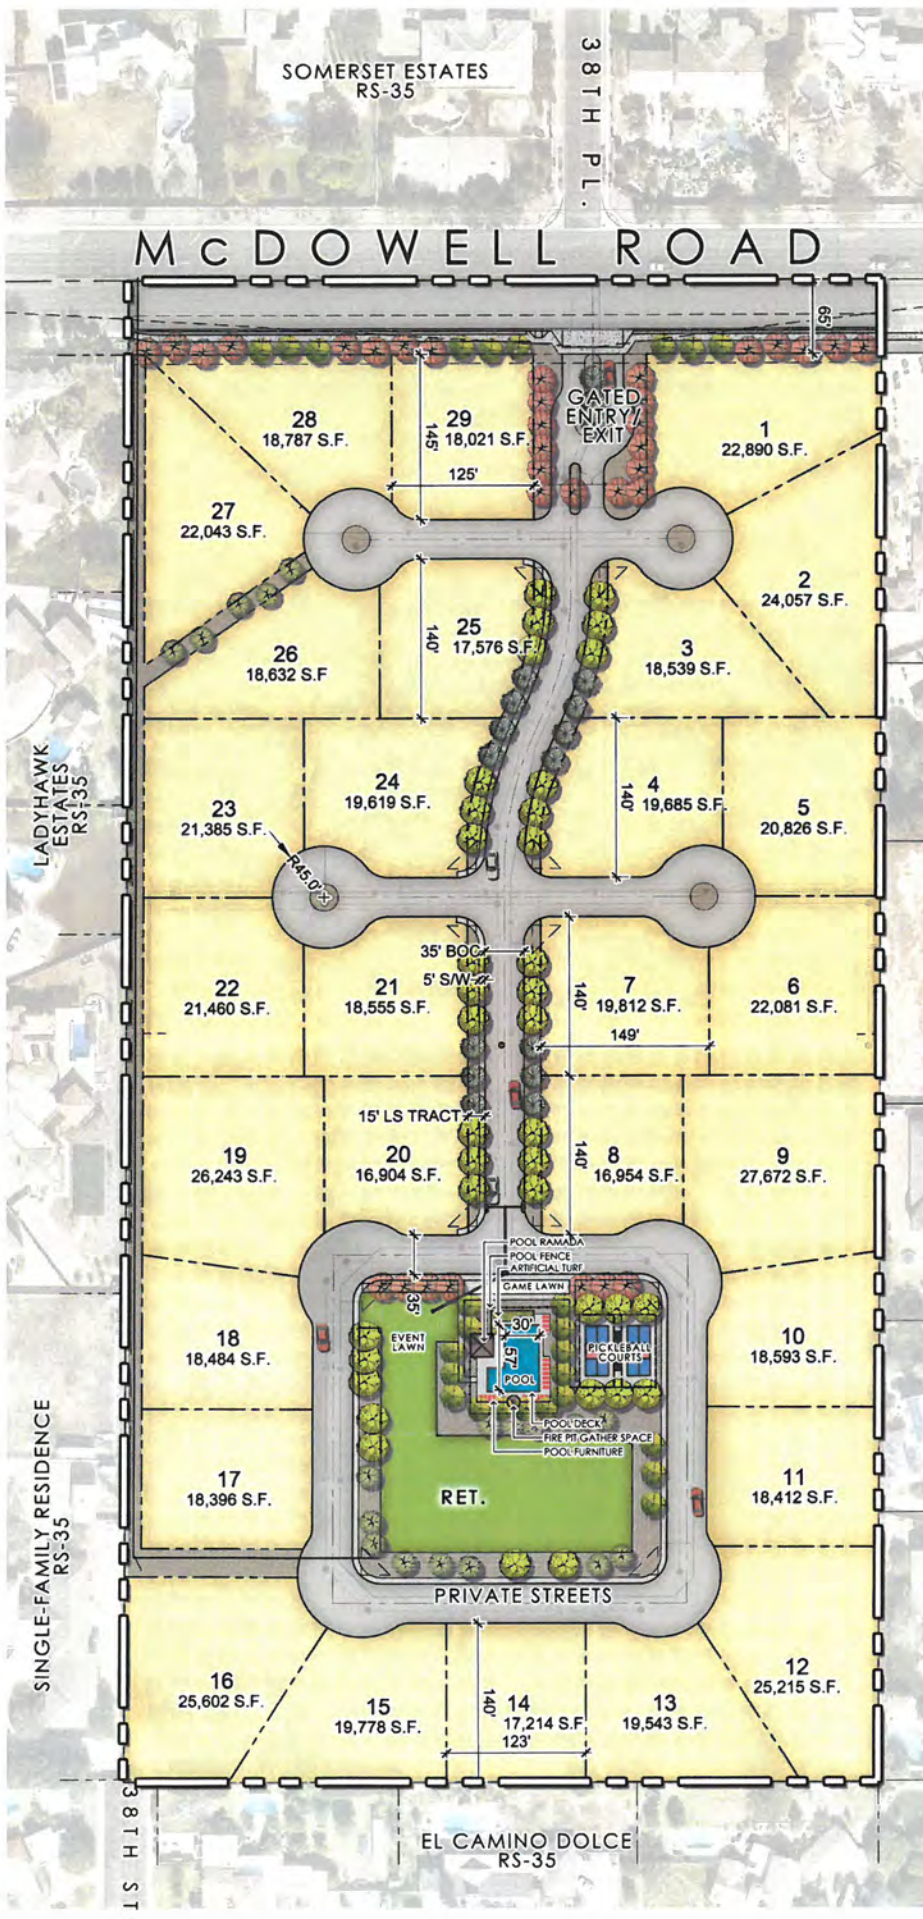 SOMERSET ESTATES
RS-35
38TH PL.
McDOWELL ROAD
65'
GATED
ENTRY/
EXIT
28
18,787 S.F.
29
18,021 S.F.
145'
125'
1
22,890 S.F.
27
22,043 S.F.
2
24,057 S.F.
25
17,576 S.F.
140'
26
18,632 S.F
3
18,539 S.F.
LADYHAWK
ESTATES
RS-35
23
21,385 S.F.
24
19,619 S.F.
4
19,685 S.F.
140'
5
20,826 S.F.
R45.0'
35' BOC
5' S/W
22
21,460 S.F.
21
18,555 S.F.
7
19,812 S.F.
140'
149'
6
22,081 S.F.
15' LS TRACT
19
26,243 S.F.
20
16,904 S.F.
8
16,954 S.F.
140'
9
27,672 S.F.
35'
POOL RAMADA
POOL FENCE
ARTIFICIAL TURF
GAME LAWN
EVENT
LAWN
30'
57'
POOL
PICKLEBALL
COURTS
POOL DECK
FIRE PIT GATHER SPACE
POOL FURNITURE
18
18,484 S.F.
10
18,593 S.F.
SINGLE-FAMILY RESIDENCE
RS-35
17
18,396 S.F.
RET.
11
18,412 S.F.
PRIVATE STREETS
16
25,602 S.F.
15
19,778 S.F.
14
17,214 S.F.
140'
123'
13
19,543 S.F.
12
25,215 S.F.
38TH ST
EL CAMINO DOLCE
RS-35